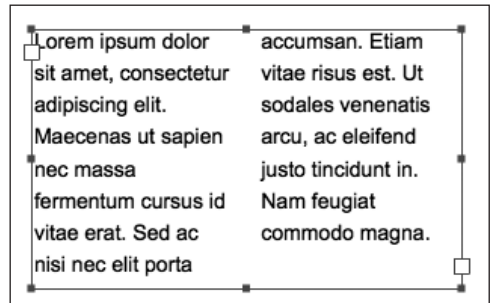 Lorem ipsum dolor
sit amet, consectetur
adipiscing elit.
Maecenas ut sapien
nec massa
fermentum cursus id
vitae erat. Sed ac
nisi nec elit porta
accumsan. Etiam
vitae risus est. Ut
sodales venenatis
arcu, ac eleifend
justo tincidunt in.
Nam feugiat
commodo magna.